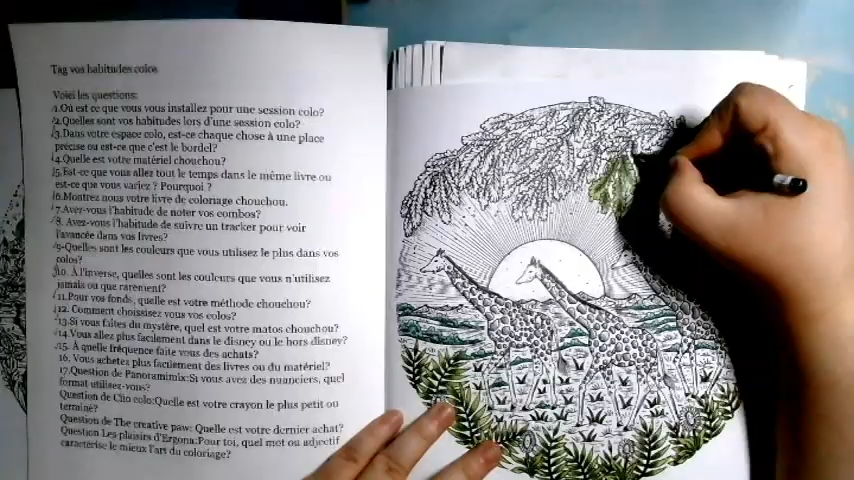 Tag vos habitudes colos
Voici les questions:
1.Où est ce que vous vous installez pour une session colo?
2.Quelles sont vos habitudes lors d'une session colo?
3.Dans votre espace colo, est-ce chaque chose à une place
précise ou est-ce que c'est le bordel?
4.Quelle est votre matériel chouchou?
5.Est-ce que vous allez tout le temps dans le même livre ou
est-ce que vous variez ? Pourquoi ?
6.Montrez nous votre livre de coloriage chouchou.
7.Avez-vous l'habitude de noter vos combos?
8. Avez-vous l'habitude de suivre un tracker pour voir
l'avancée dans vos livres?
9-Quelles sont les couleurs que vous utilisez le plus dans vos
colos?
10. À l'inverse, quelles sont les couleurs que vous n'utilisez
jamais ou que rarement?
11.Pour vos fonds, quelle est votre méthode chouchou?
12. Comment choisissez vous vos colos?
13.Si vous faites du mystère, quel est votre matos chouchou?
14.Vous allez plus facilement dans le disney ou le hors disney?
15. À quelle fréquence faite vous des achats?
16. Vous achetez plus facilement des livres ou du matériel?
17.Question de Panoramimix:Si vous avez des nuanciers, quel
format utilisez-vous?
Question de Clio colo:Quelle est votre crayon le plus petit ou
terminé?
Question de The creative paw: Quelle est votre dernier achat?
Question Les plaisirs d'Ergona:Pour toi, quel mot ou adjectif
caractérise le mieux l'art du coloriage?